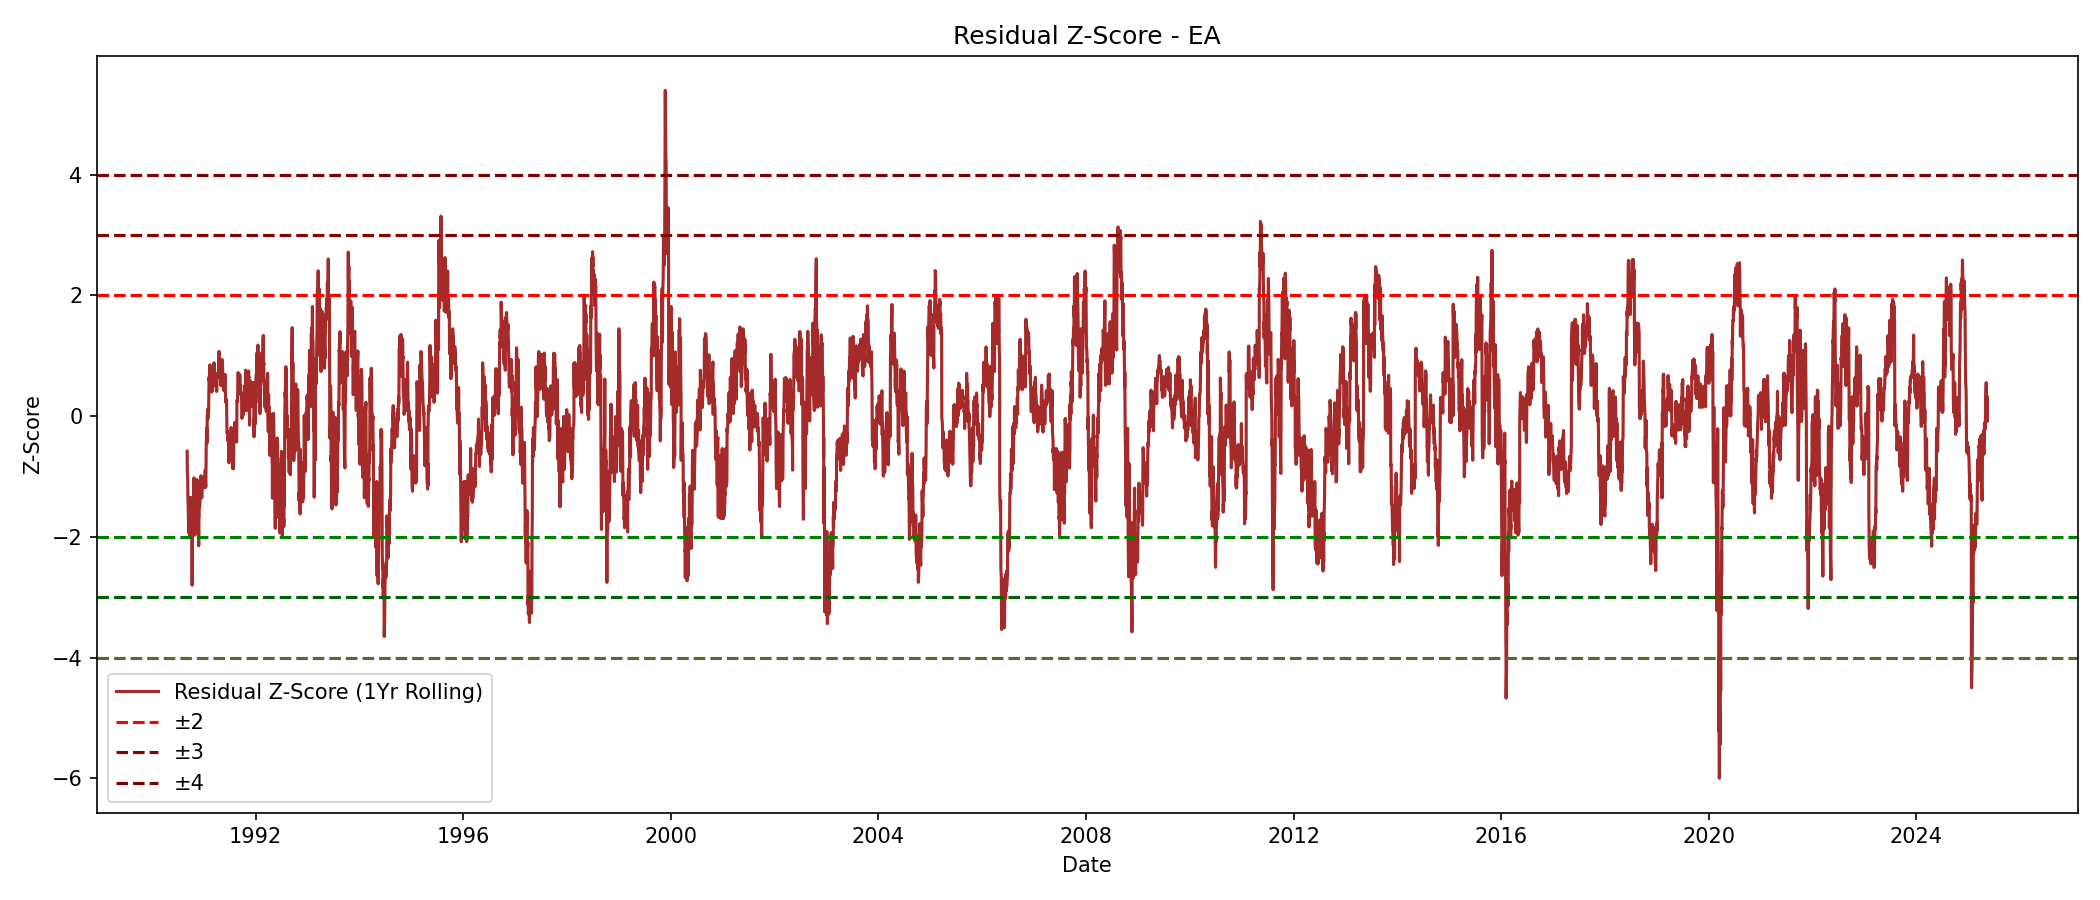 Residual Z-Score - EA
Z-Score
4
2
0
−2
−4
−6
Residual Z-Score (1Yr Rolling)
±2
±3
±4
1992 1996 2000 2004 2008 2012 2016 2020 2024
Date